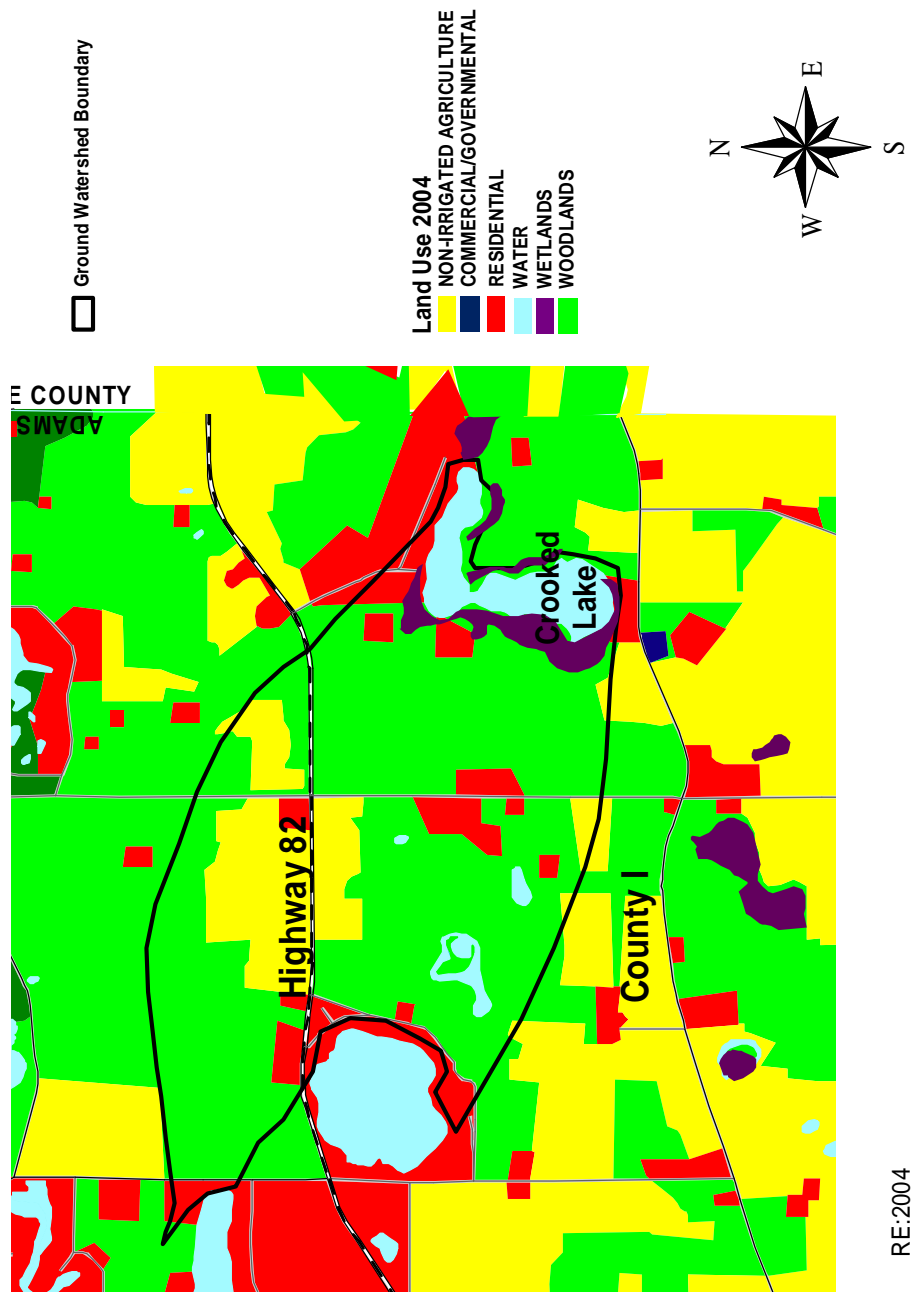 Ground Watershed Boundary
Land Use 2004
NON-IRRIGATED AGRICULTURE
COMMERCIAL/GOVERNMENTAL
RESIDENTIAL
WATER
WETLANDS
WOODLANDS
N
E
W
S
E COUNTY
ADAMS
Highway 82
Crooked
Lake
County I
RE:2004